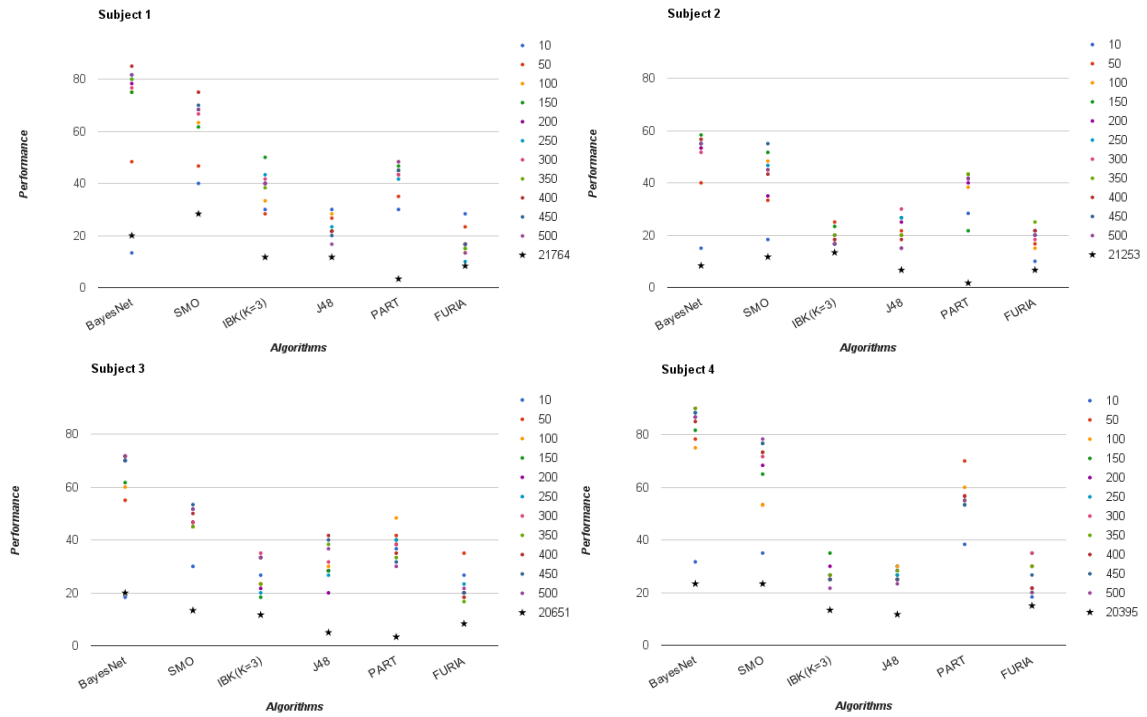 Subject 1
Performance
80
60
40
20
0
BayesNet
SMO
IBK(K=3)
J48
PART
FURIA
Algorithms
10
50
100
150
200
250
300
350
400
450
500
21764
Subject 2
Performance
80
60
40
20
0
BayesNet
SMO
IBK(K=3)
J48
PART
FURIA
Algorithms
10
50
100
150
200
250
300
350
400
450
500
21253
Subject 3
Performance
80
60
40
20
0
BayesNet
SMO
IBK(K=3)
J48
PART
FURIA
Algorithms
10
50
100
150
200
250
300
350
400
450
500
20651
Subject 4
Performance
80
60
40
20
0
BayesNet
SMO
IBK(K=3)
J48
PART
FURIA
Algorithms
10
50
100
150
200
250
300
350
400
450
500
20395